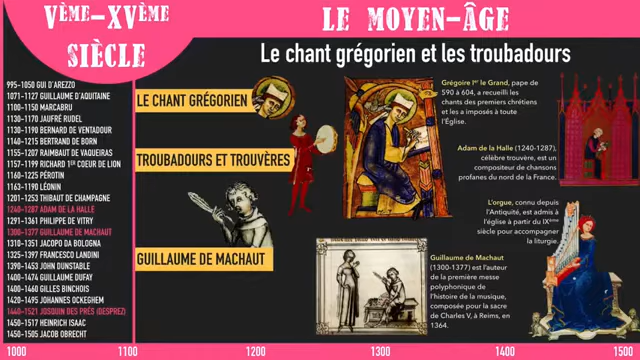 Vème–XVème
SIÈCLE
LE MOYEN–ÂGE
Le chant grégorien et les troubadours
995–1050 GUI D'AREZZO
1071–1127 GUILLAUME D'AQUITAINE
1100–1150 MARCABRU
1130–1170 JAUFRÉ RUDEL
1130–1190 BERNARD DE VENTADOUR
1140–1215 BERTRAND DE BORN
1155–1207 RAIMBAUT DE VAQUEIRAS
1157–1199 RICHARD 1ER COEUR DE LION
1160–1225 PÉROTIN
1163–1190 LÉONIN
1201–1253 THIBAUT DE CHAMPAGNE
1240–1287 ADAM DE LA HALLE
1291–1361 PHILIPPE DE VITRY
1300–1377 GUILLAUME DE MACHAUT
1310–1351 JACOPO DA BOLOGNA
1325–1397 FRANCESCO LANDINI
1390–1453 JOHN DUNSTABLE
1400–1474 GUILLAUME DUFAY
1400–1460 GILLES BINCHOIS
1420–1495 JOHANNES OCKEGHEM
1440–1521 JOSQUIN DES PRÉS (DESPREZ)
1450–1517 HEINRICH ISAAC
1450–1505 JACOB OBRECHT
LE CHANT GRÉGORIEN
TROUBADOURS ET TROUVÈRES
GUILLAUME DE MACHAUT
Grégoire Ier le Grand, pape de
590 à 604, a recueilli les
chants des premiers chrétiens
et les a imposés à toute
l'Église.
Adam de la Halle (1240-1287),
célèbre trouvère, est un
compositeur de chansons
profanes du nord de la France.
L'orgue, connu depuis
l'Antiquité, est admis à
l'église à partir du IXème
siècle pour accompagner
la liturgie.
Guillaume de Machaut
(1300-1377) est l'auteur
de la première messe
polyphonique de
l'histoire de la musique,
composée pour la sacre
de Charles V, à Reims, en
1364.
1000 1100 1200 1300 1400 1500